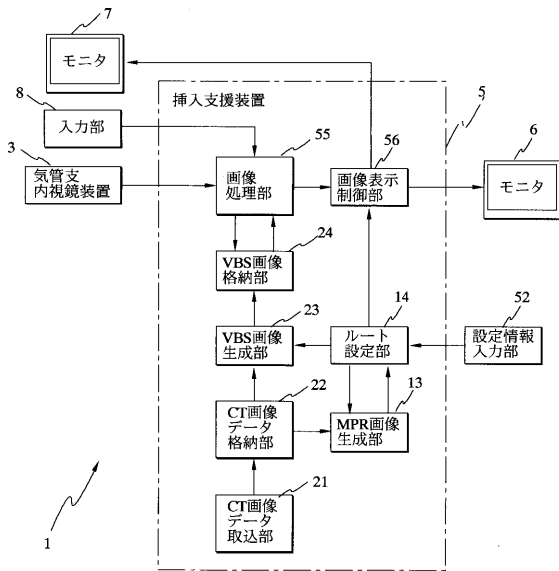 7
モニタ
8
入力部
3
気管支
内視鏡装置
挿入支援装置
5
55
画像
処理部
56
画像表示
制御部
6
モニタ
24
VBS画像
格納部
23
VBS画像
生成部
14
ルート
設定部
52
設定情報
入力部
22
CT画像
データ
格納部
13
MPR画像
生成部
21
CT画像
データ
取込部
1